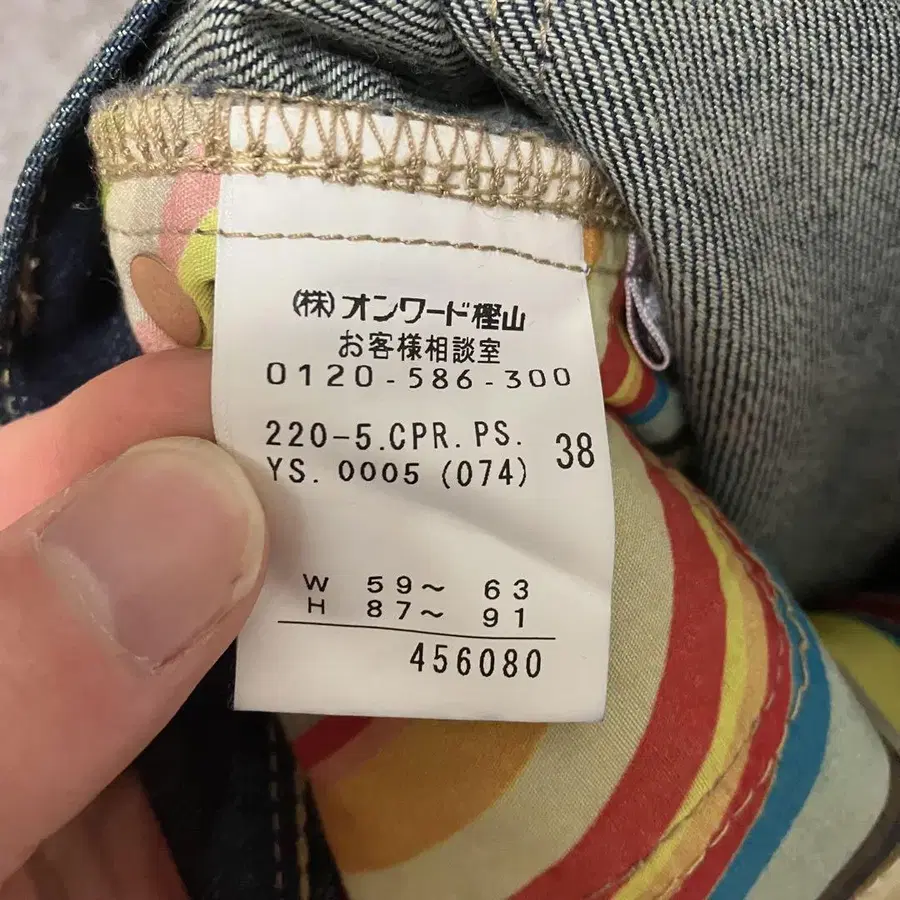 (株)オンワード樫山
お客様相談室
0120-586-300
220-5.CPR.PS. 38
YS.0005(074)
W 59～ 63
H 87～ 91
456080